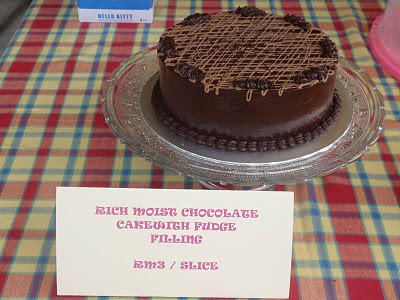 HELLO KITTY
RICH MOIST CHOCOLATE
CAKEWITH FUDGE
FILLING
RM3 / SLICE